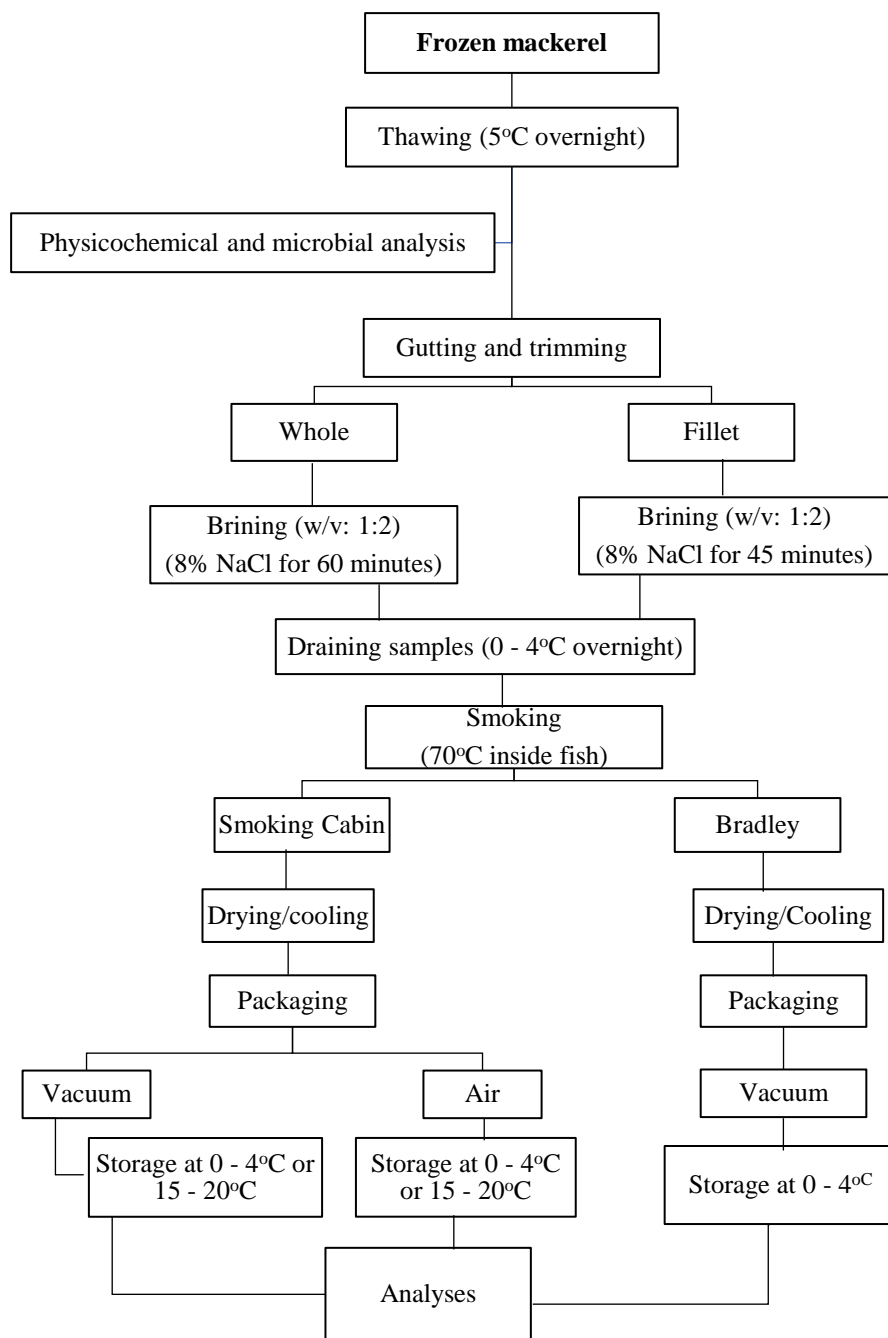 Frozen mackerel
Thawing (5°C overnight)
Physicochemical and microbial analysis
Gutting and trimming
Whole
Fillet
Brining (w/v: 1:2)
(8% NaCl for 60 minutes)
Brining (w/v: 1:2)
(8% NaCl for 45 minutes)
Draining samples (0 - 4°C overnight)
Smoking
(70°C inside fish)
Smoking Cabin
Bradley
Drying/cooling
Drying/Cooling
Packaging
Packaging
Vacuum
Air
Vacuum
Storage at 0 - 4°C or
15 - 20°C
Storage at 0 - 4°C
or 15 - 20°C
Storage at 0 - 4°C
Analyses